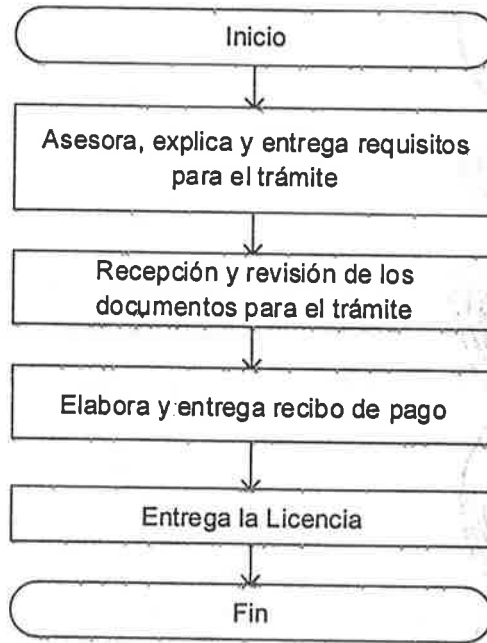 Inicio
Asesora, explica y entrega requisitos
para el trámite
Recepción y revisión de los
documentos para el trámite
Elabora y entrega recibo de pago
Entrega la Licencia
Fin